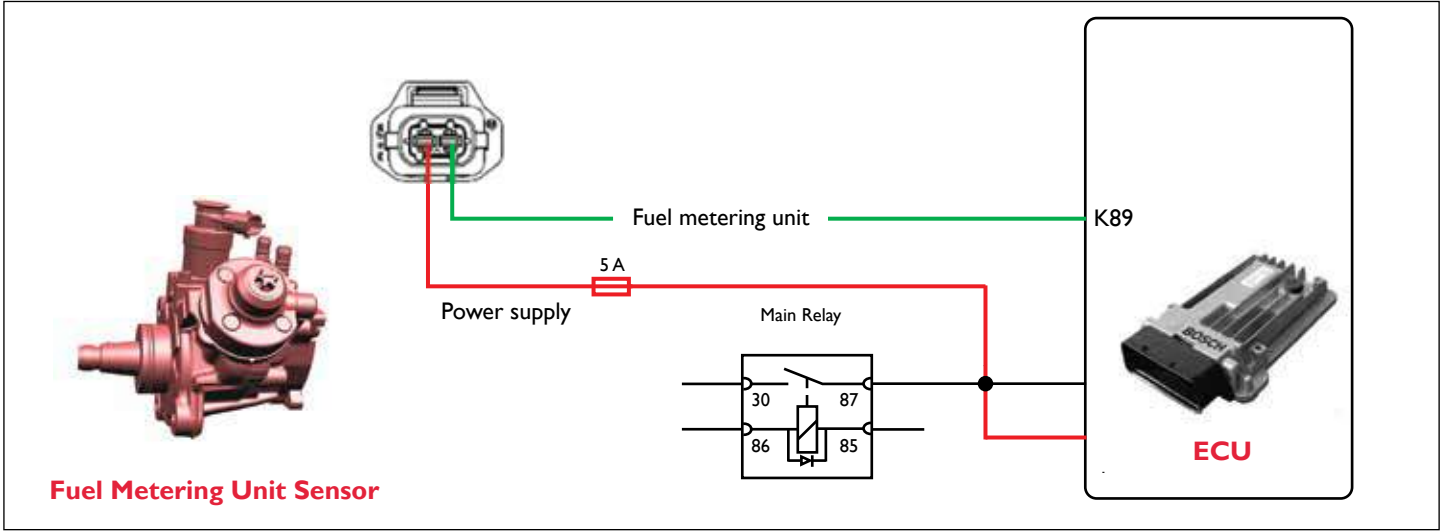 Fuel metering unit
K89
5 A
Power supply
Main Relay
30
87
86
85
BOSCH
ECU
Fuel Metering Unit Sensor